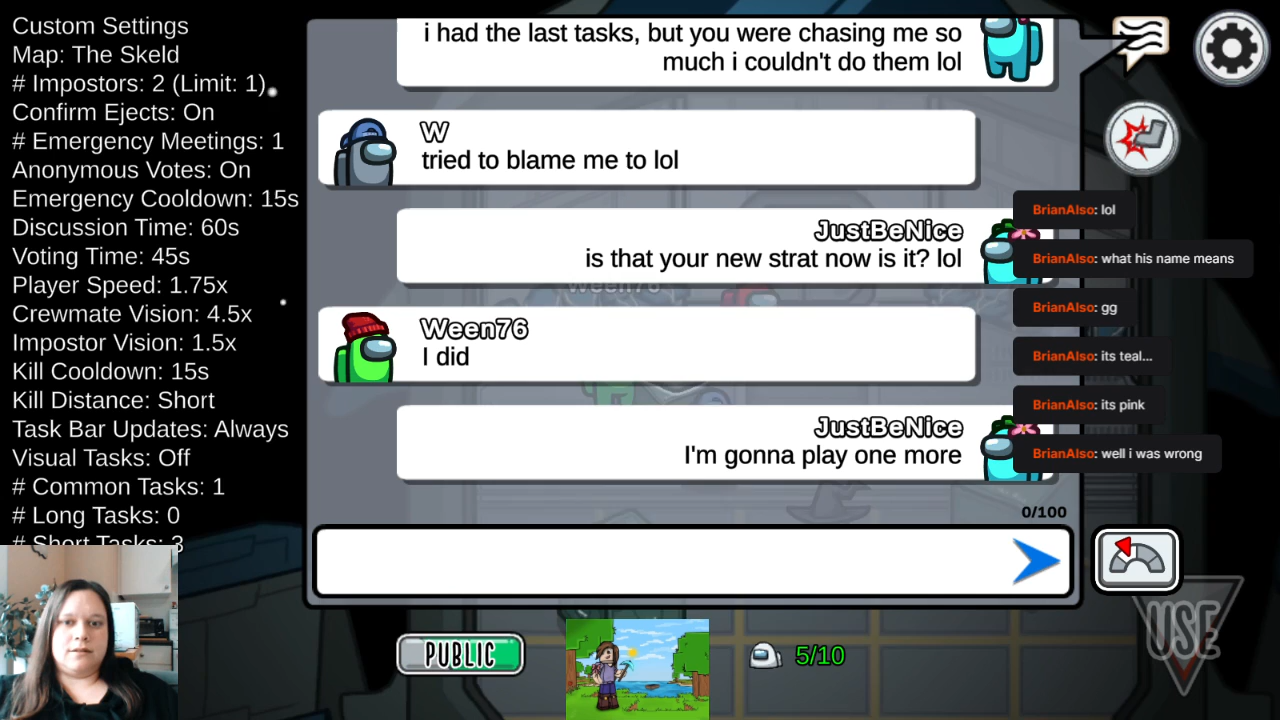 Custom Settings
Map: The Skeld
# Impostors: 2 (Limit: 1)
Confirm Ejects: On
# Emergency Meetings: 1
Anonymous Votes: On
Emergency Cooldown: 15s
Discussion Time: 60s
Voting Time: 45s
Player Speed: 1.75x
Crewmate Vision: 4.5x
Impostor Vision: 1.5x
Kill Cooldown: 15s
Kill Distance: Short
Task Bar Updates: Always
Visual Tasks: Off
# Common Tasks: 1
# Long Tasks: 0
# Short Tasks: 3
i had the last tasks, but you were chasing me so
much i couldn't do them lol
W
tried to blame me to lol
JustBeNice
is that your new strat now is it? lol
Ween76
Ween76
I did
JustBeNice
I'm gonna play one more
0/100
BrianAlso: lol
BrianAlso: what his name means
BrianAlso: gg
BrianAlso: its teal...
BrianAlso: its pink
BrianAlso: well i was wrong
USE
PUBLIC
5/10